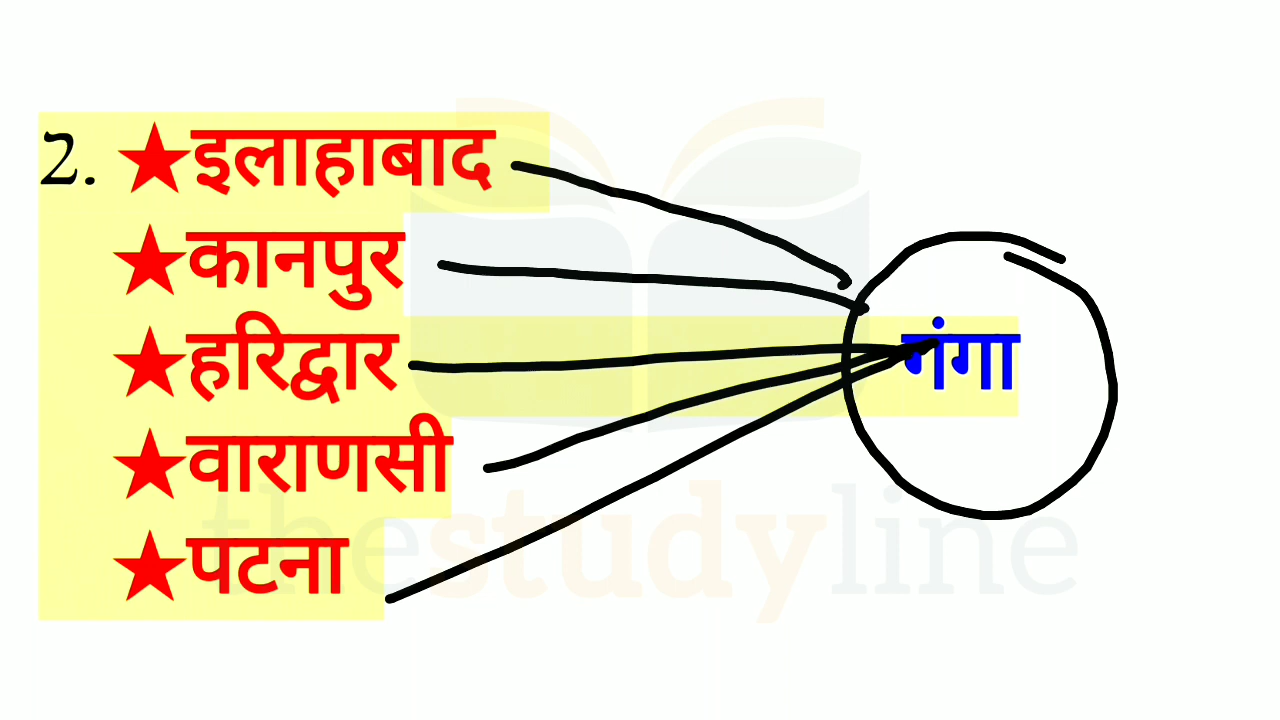 2. ★इलाहाबाद
★कानपुर
★हरिद्वार गंगा
★वाराणसी
★पटना
thestudyline